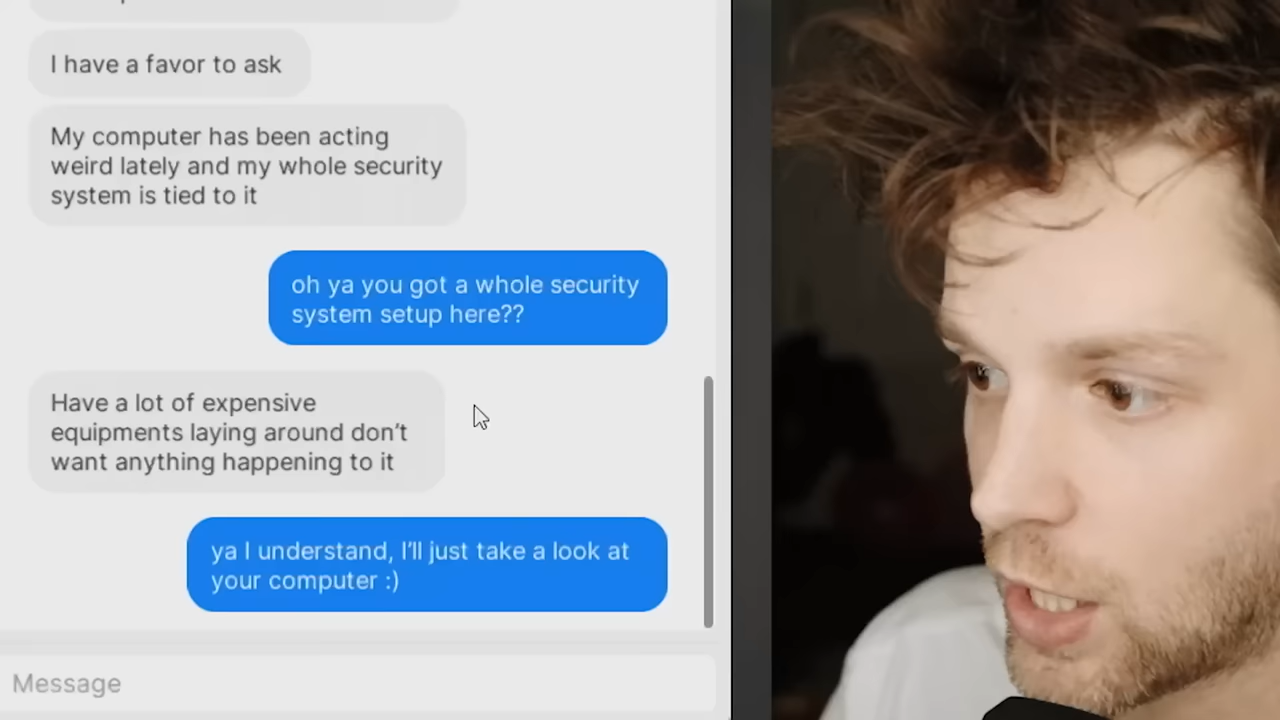 I have a favor to ask
My computer has been acting
weird lately and my whole security
system is tied to it
oh ya you got a whole security
system setup here??
Have a lot of expensive
equipments laying around don't
want anything happening to it
ya I understand, I'll just take a look at
your computer :)
Message